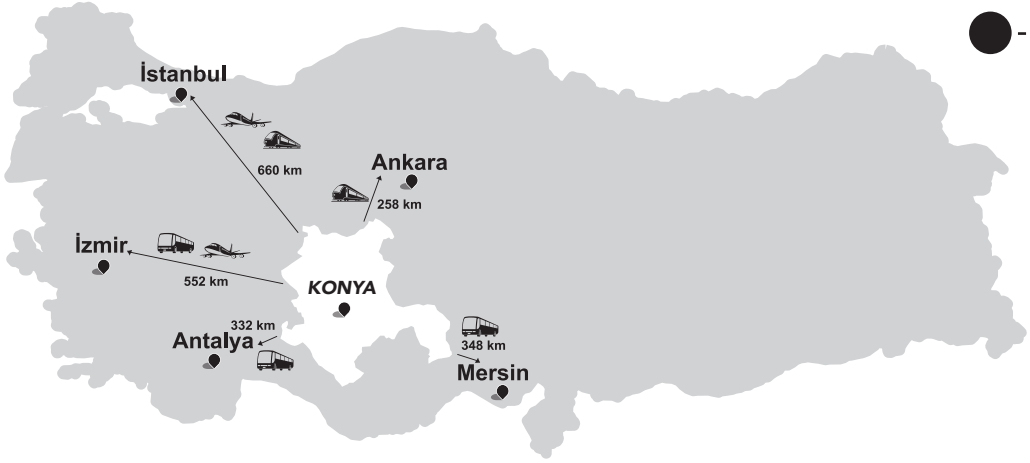 İstanbul
660 km
Ankara
258 km
İzmir
552 km
KONYA
332 km
Antalya
348 km
Mersin